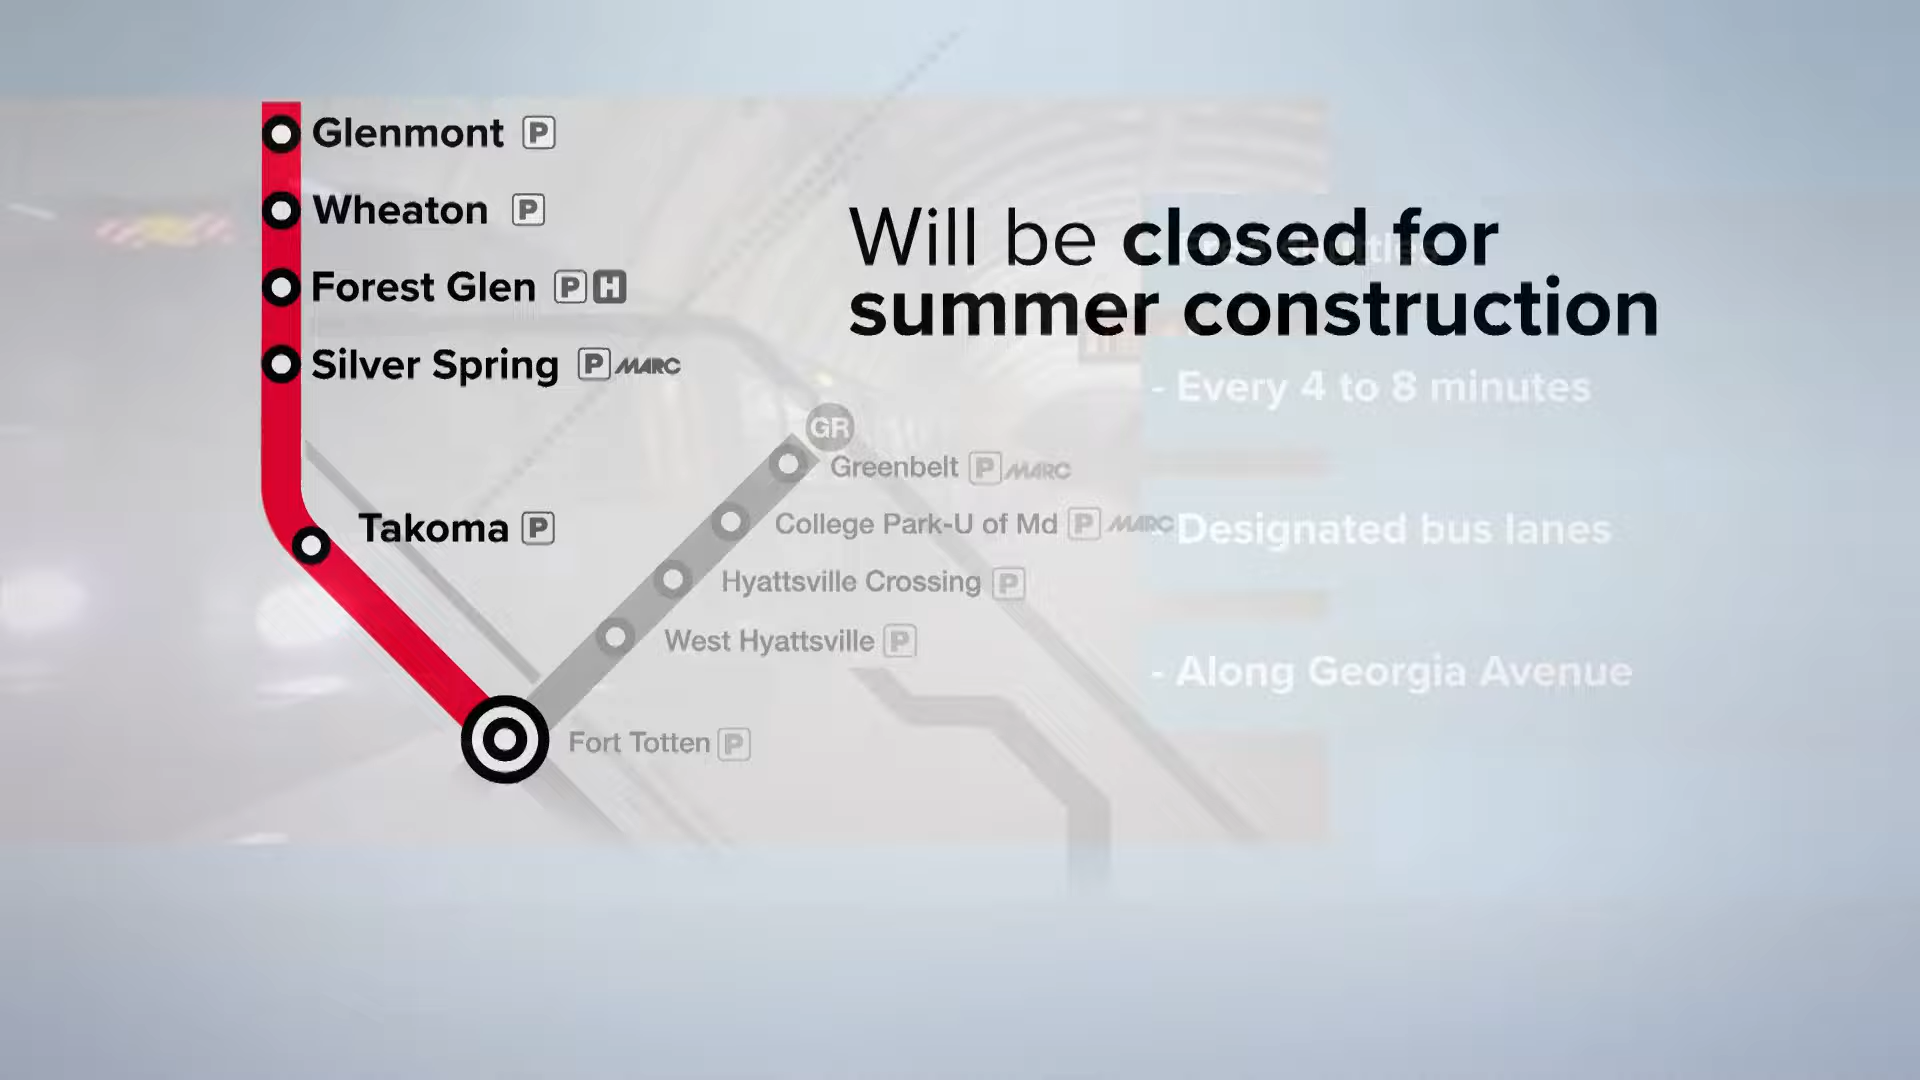 Glenmont P
Wheaton P
Forest Glen P H
Silver Spring P MARC
Takoma P
Will be closed for
summer construction
- Every 4 to 8 minutes
- Designated bus lanes
- Along Georgia Avenue
GR
Greenbelt P MARC
College Park-U of Md P MARC
Hyattsville Crossing P
West Hyattsville P
Fort Totten P